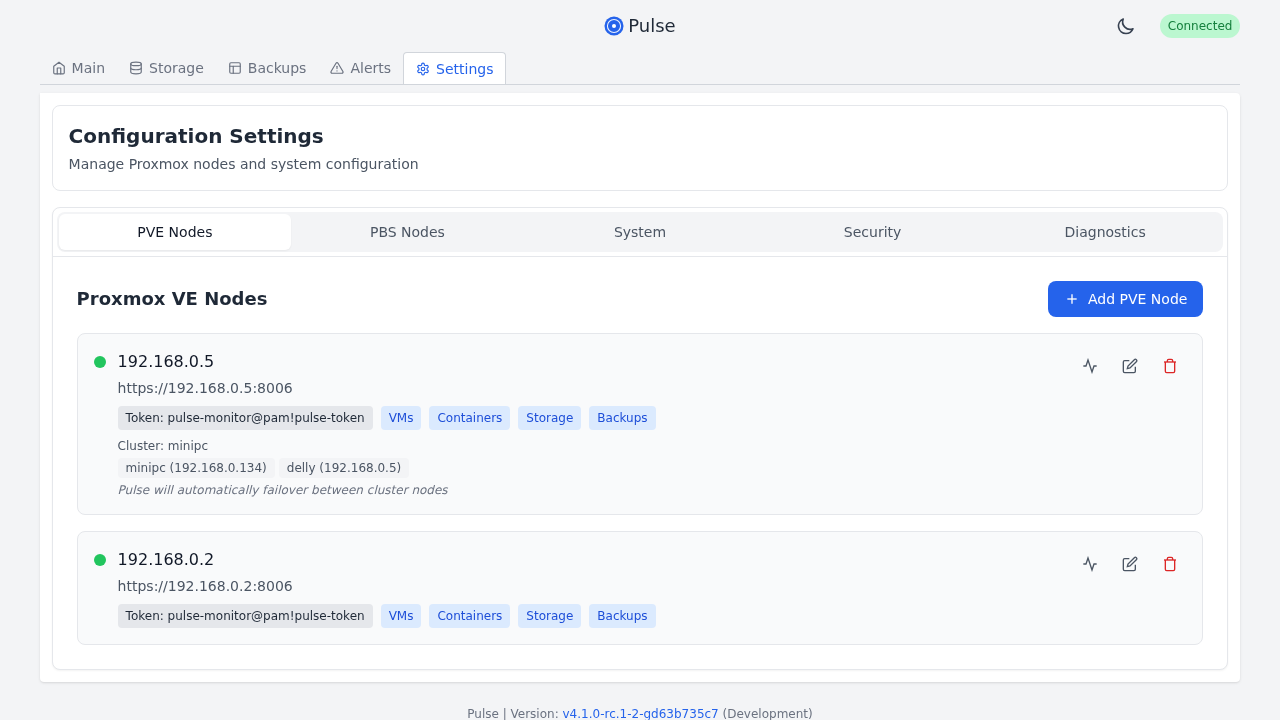 Pulse
Connected
Main Storage Backups Alerts Settings
Configuration Settings
Manage Proxmox nodes and system configuration
PVE Nodes PBS Nodes System Security Diagnostics
Proxmox VE Nodes
Add PVE Node
192.168.0.5
https://192.168.0.5:8006
Token: pulse-monitor@pam!pulse-token VMs Containers Storage Backups
Cluster: minipc
minipc (192.168.0.134) delly (192.168.0.5)
Pulse will automatically failover between cluster nodes
192.168.0.2
https://192.168.0.2:8006
Token: pulse-monitor@pam!pulse-token VMs Containers Storage Backups
Pulse | Version: v4.1.0-rc.1-2-gd63b735c7 (Development)